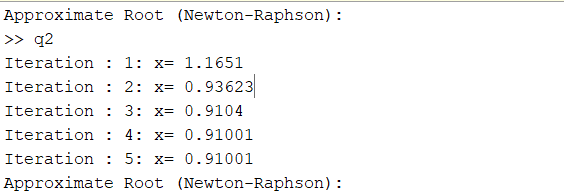 Approximate Root (Newton-Raphson):
>> q2
Iteration : 1: x= 1.1651
Iteration : 2: x= 0.93623
Iteration : 3: x= 0.9104
Iteration : 4: x= 0.91001
Iteration : 5: x= 0.91001
Approximate Root (Newton-Raphson):